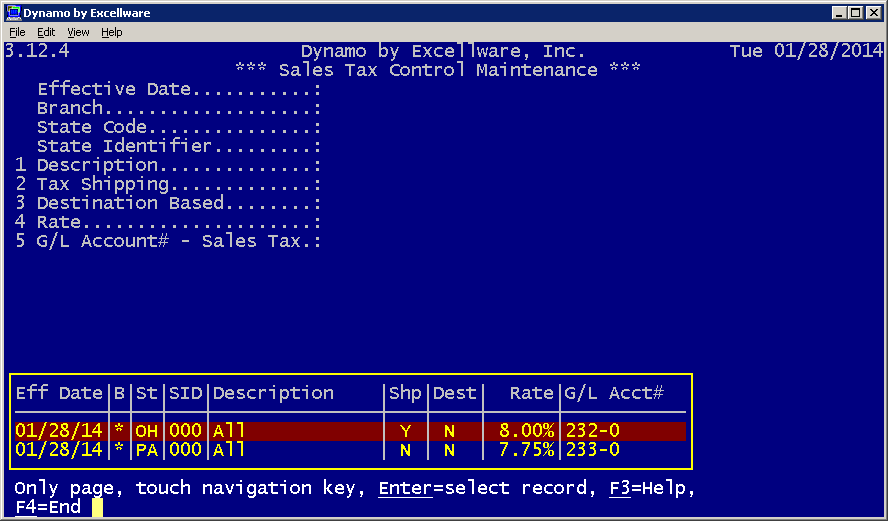 Dynamo by Excellware
File Edit View Help
3.12.4 Dynamo by Excellware, Inc. Tue 01/28/2014
*** Sales Tax Control Maintenance ***
Effective Date...........:
Branch...................:
State Code...............:
State Identifier.........:
1 Description..............:
2 Tax Shipping.............:
3 Destination Based........:
4 Rate.....................:
5 G/L Account# - Sales Tax.:
Eff Date|B|St|SID|Description |Shp|Dest| Rate|G/L Acct#
01/28/14|*|OH|000|All | Y | N | 8.00%|232-0
01/28/14|*|PA|000|All | N | N | 7.75%|233-0
Only page, touch navigation key, Enter=select record, F3=Help,
F4=End